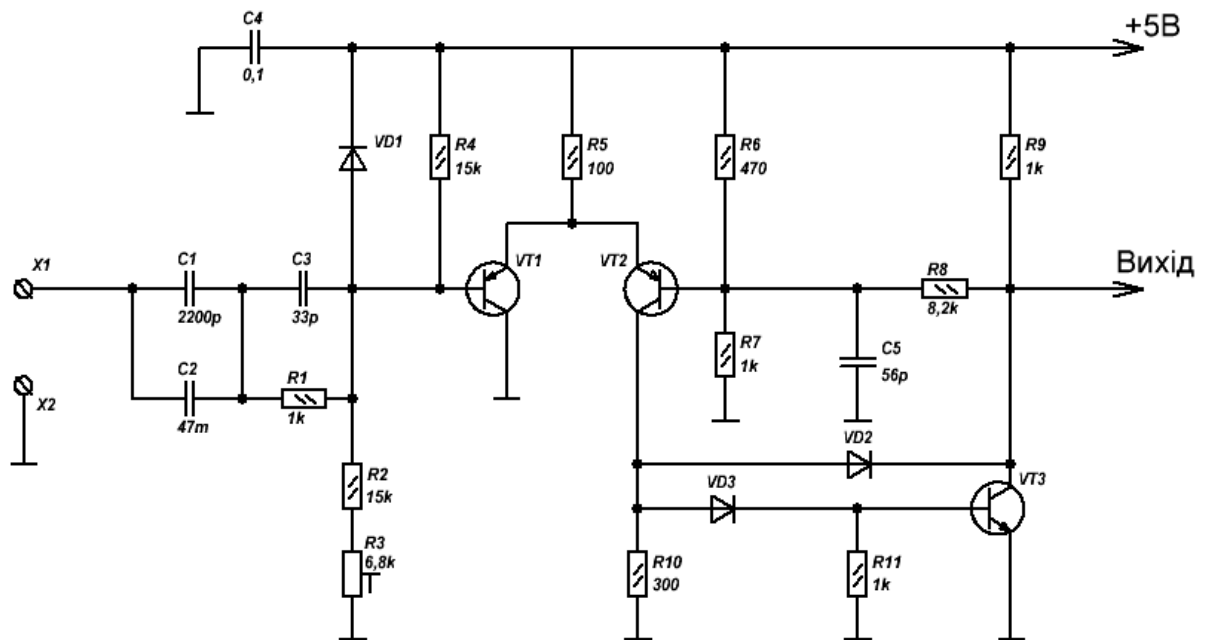 C4
0,1
+5В
VD1
R4
15k
R5
100
R6
470
R9
1k
X1
C1
2200p
C3
33p
VT1
VT2
R8
8,2k
Вихід
X2
C2
47m
R1
1k
R7
1k
C5
56p
R2
15k
VD2
VD3
VT3
R3
6,8k
R10
300
R11
1k